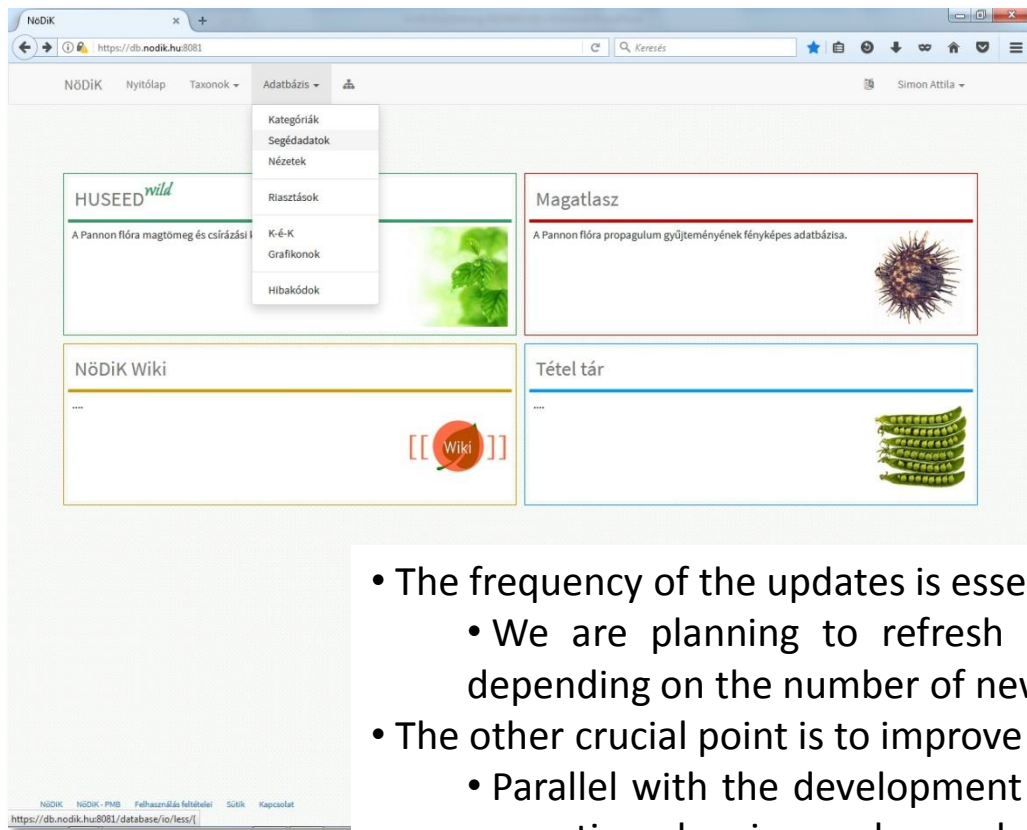 NöDiK
https://db.nodik.hu:8081
Keresés
NöDiK Nyitólap Taxonok Adatbázis Simon Attila
Kategóriák
Segédadatok
Nézetek
Riasztások
K-é-K
Grafikonok
Hibakódok
HUSEED wild
A Pannon flóra magtömeg és csírázási
Magatlasz
A Pannon flóra propagulum gyűjteményének fényképes adatbázisa.
NöDiK Wiki
....
[[ Wiki ]]
Tétel tár
....
• The frequency of the updates is esse
• We are planning to refresh
depending on the number of nev
• The other crucial point is to improve
• Parallel with the development
NöDiK NöDiK - PMB Felhasználás feltételei Sütik Kapcsolat
https://db.nodik.hu:8081/database/io/less/{